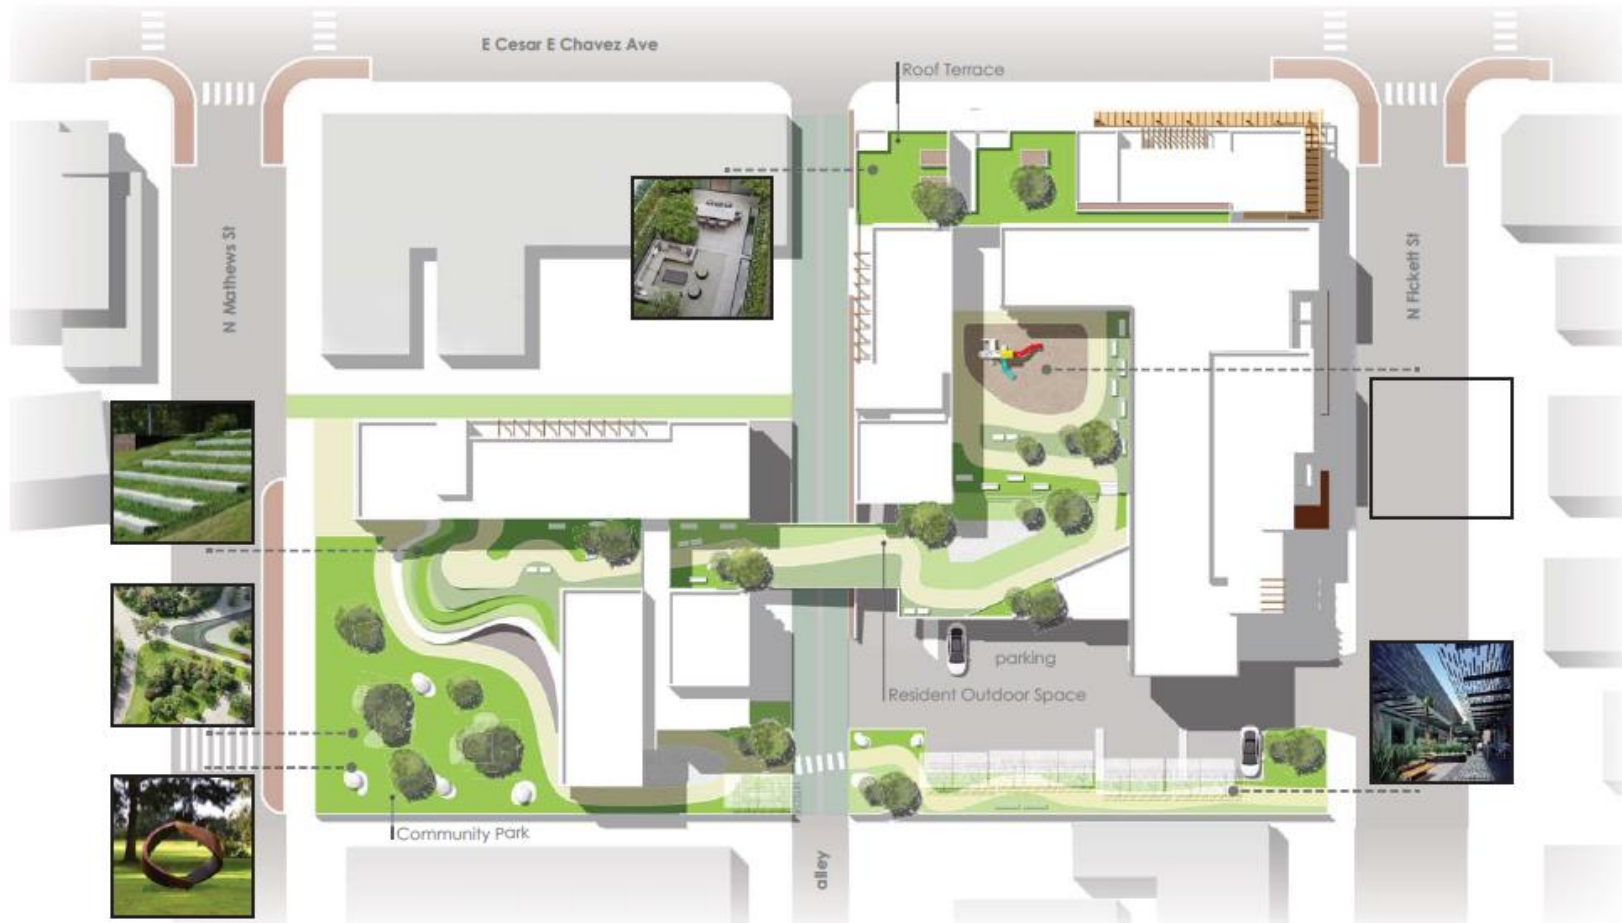 E Cesar E Chavez Ave
Roof Terrace
N Mathews St
N Fickett St
parking
Resident Outdoor Space
Community Park
alley